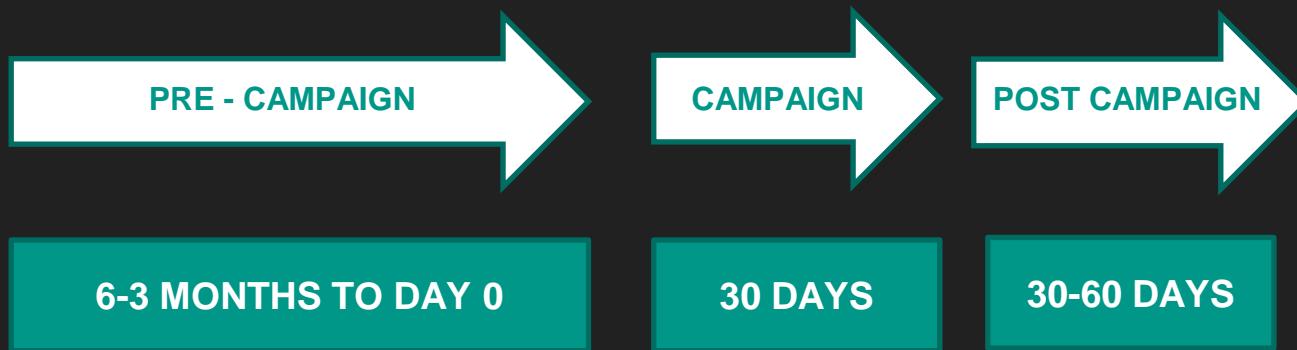 PRE - CAMPAIGN
CAMPAIGN
POST CAMPAIGN
6-3 MONTHS TO DAY 0
30 DAYS
30-60 DAYS